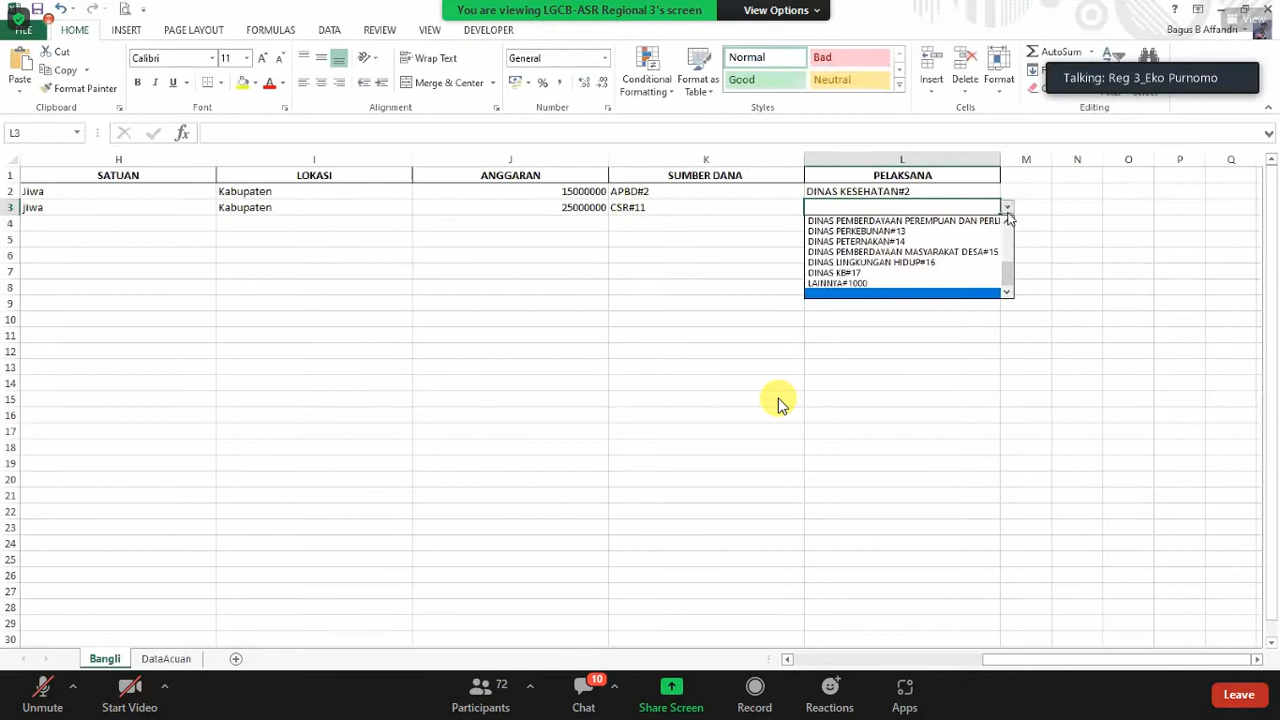 You are viewing LGCB-ASR Regional 3's screen
View Options
View
Bagus B Affandri
FILE
HOME
INSERT
PAGE LAYOUT
FORMULAS
DATA
REVIEW
VIEW
DEVELOPER
Paste
Cut
Copy
Format Painter
Calibri
11
B I U
Wrap Text
Merge & Center
General
Conditional Formatting
Format as Table
Normal
Bad
Good
Neutral
Insert
Delete
Format
AutoSum
Talking: Reg 3_Eko Purnomo
Clipboard
Font
Alignment
Number
Styles
Cells
Editing
L3
fx
H I J K L M N O P Q
1 SATUAN LOKASI ANGGARAN SUMBER DANA PELAKSANA
2 Jiwa Kabupaten 15000000 APBD#2 DINAS KESEHATAN#2
3 Jiwa Kabupaten 25000000 CSR#11
DINAS PEMBERDAYAAN PEREMPUAN DAN PERLI
DINAS PERKEBUNAN#13
DINAS PETERNAKAN#14
DINAS PEMBERDAYAAN MASYARAKAT DESA#15
DINAS LINGKUNGAN HIDUP#16
DINAS KB#17
LAINNYA#1000
4
5
6
7
8
9
10
11
12
13
14
15
16
17
18
19
20
21
22
23
24
25
26
27
28
29
30
Bangli
DataAcuan
Unmute
Start Video
72
Participants
10
Chat
Share Screen
Record
Reactions
Apps
Leave